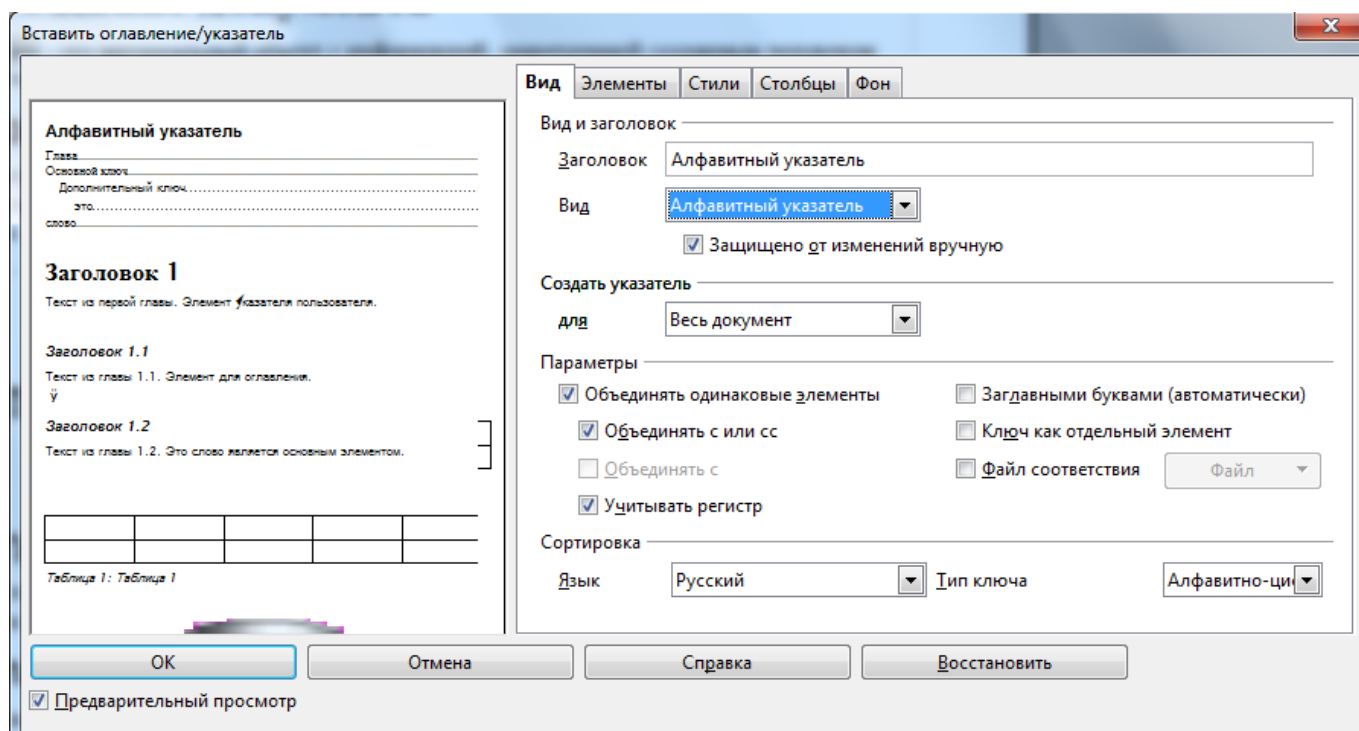 Вставить оглавление/указатель
Алфавитный указатель
Глава
Основной ключ
Дополнительный ключ
это
слово
Заголовок 1
Текст из первой главы. Элемент указателя пользователя.
Заголовок 1.1
Текст из главы 1.1. Элемент для оглавления.
Заголовок 1.2
Текст из главы 1.2. Это слово является основным элементом.
Таблица 1: Таблица 1
Вид Элементы Стили Столбцы Фон
Вид и заголовок
Заголовок Алфавитный указатель
Вид Алфавитный указатель
Защищено от изменений вручную
Создать указатель
для Весь документ
Параметры
Объединять одинаковые элементы Заглавными буквами (автоматически)
Объединять с или сс Ключ как отдельный элемент
Объединять с Файл соответствия Файл
Учитывать регистр
Сортировка
Язык Русский Тип ключа Алфавитно-ци
OK Отмена Справка Восстановить
Предварительный просмотр